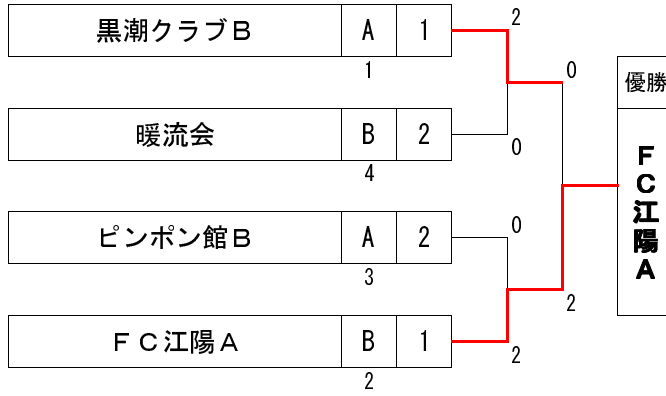 黒潮クラブＢ A 1 2
1
0
暖流会 B 2 0
4
優勝
ＦＣ江陽Ａ
ピンポン館Ｂ A 2 0
3
2
ＦＣ江陽Ａ B 1 2
2